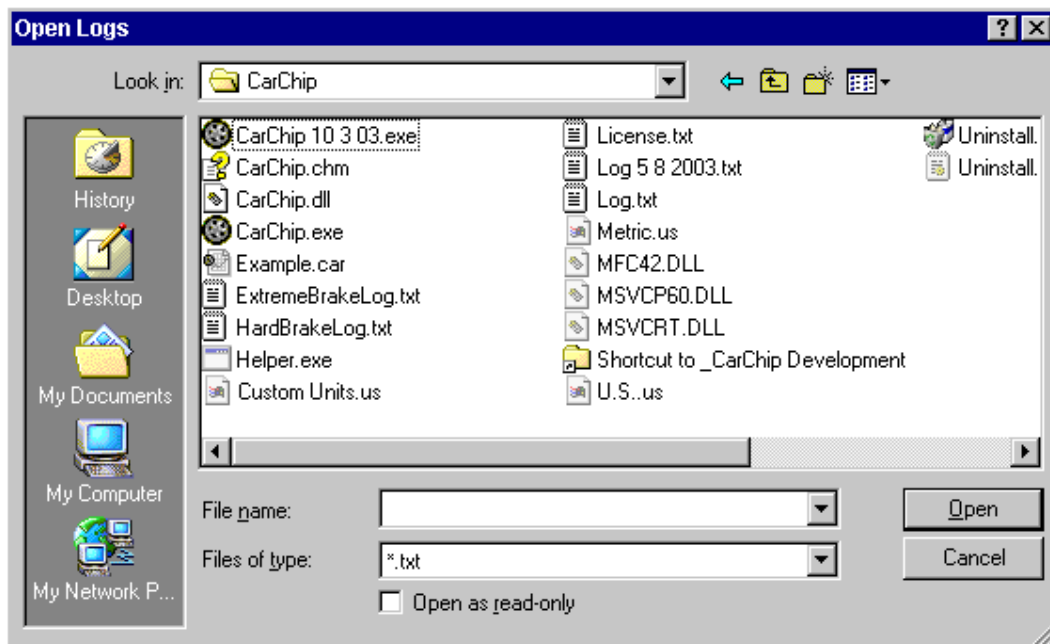 Open Logs
Look in: CarChip
CarChip 10 3 03.exe
CarChip.chm
CarChip.dll
CarChip.exe
Example.car
ExtremeBrakeLog.txt
HardBrakeLog.txt
Helper.exe
Custom Units.us
License.txt
Log 5 8 2003.txt
Log.txt
Metric.us
MFC42.DLL
MSVCP60.DLL
MSVCRT.DLL
Shortcut to _CarChip Development
U.S..us
Uninstall.
Uninstall.
History
Desktop
My Documents
My Computer
My Network P...
File name:
Open
Files of type: *.txt
Cancel
Open as read-only